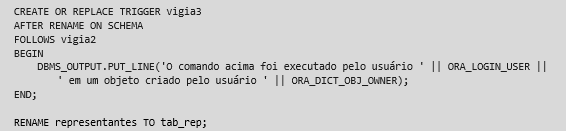 CREATE OR REPLACE TRIGGER vigia3
AFTER RENAME ON SCHEMA
FOLLOWS vigia2
BEGIN
    DBMS_OUTPUT.PUT_LINE('O comando acima foi executado pelo usuário ' || ORA_LOGIN_USER ||
        ' em um objeto criado pelo usuário ' || ORA_DICT_OBJ_OWNER);
END;

RENAME representantes TO tab_rep;